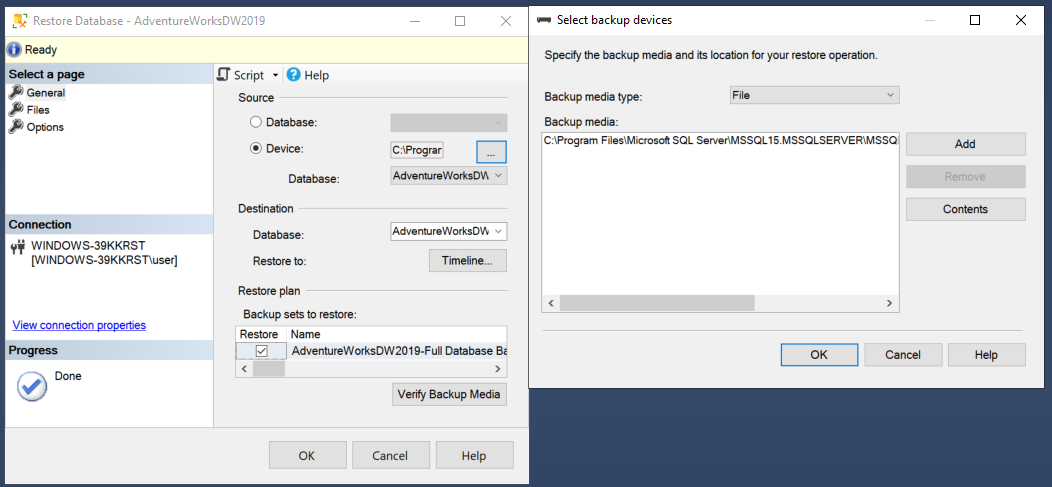 Restore Database - AdventureWorksDW2019
Ready
Select a page
General
Files
Options
Connection
WINDOWS-39KKRST
[WINDOWS-39KKRST\user]
View connection properties
Progress
Done
Script
Help
Source
Database:
Device:
C:\Progran
...
Database:
AdventureWorksDW
Destination
Database:
AdventureWorksDW
Restore to:
Timeline...
Restore plan
Backup sets to restore:
Restore Name
AdventureWorksDW2019-Full Database Ba
Verify Backup Media
OK Cancel Help
Select backup devices
Specify the backup media and its location for your restore operation.
Backup media type:
File
Backup media:
C:\Program Files\Microsoft SQL Server\MSSQL15.MSSQLSERVER\MSSQL
Add
Remove
Contents
OK Cancel Help